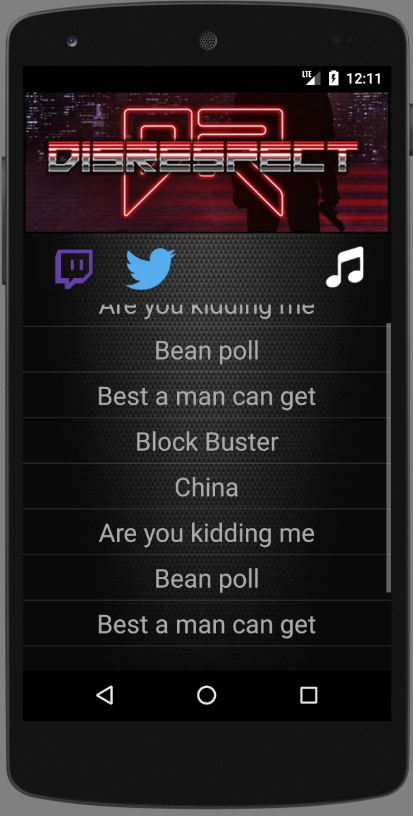 LTE 12:11
DISRESPECT
Are you kidding me
Bean poll
Best a man can get
Block Buster
China
Are you kidding me
Bean poll
Best a man can get